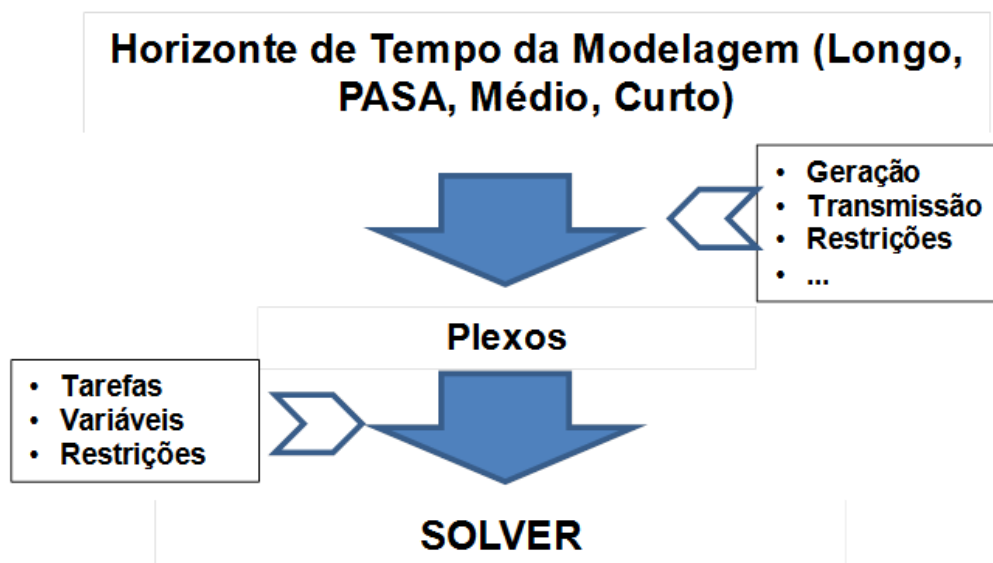 Horizonte de Tempo da Modelagem (Longo,
PASA, Médio, Curto)
• Geração
• Transmissão
• Restrições
• ...
Plexos
• Tarefas
• Variáveis
• Restrições
SOLVER